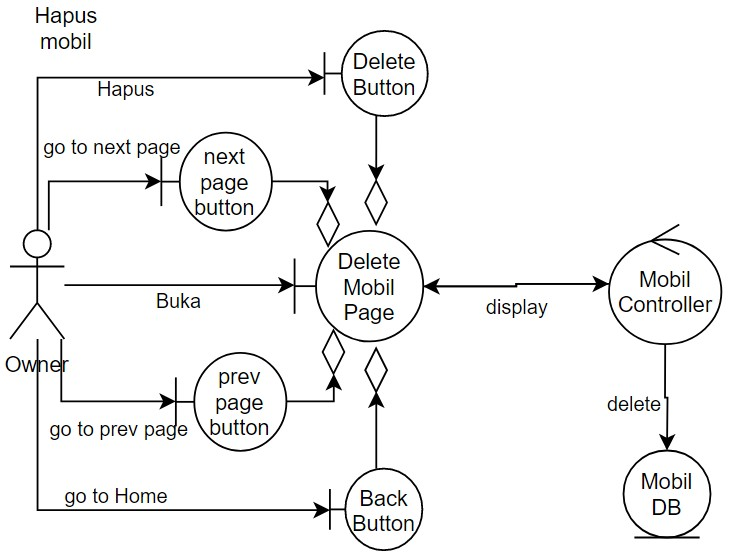 Hapus
mobil
Delete
Button
Hapus
go to next page
next
page
button
Delete
Mobil
Page
Buka
display
Mobil
Controller
Owner
prev
page
button
go to prev page
delete
go to Home
Back
Button
Mobil
DB